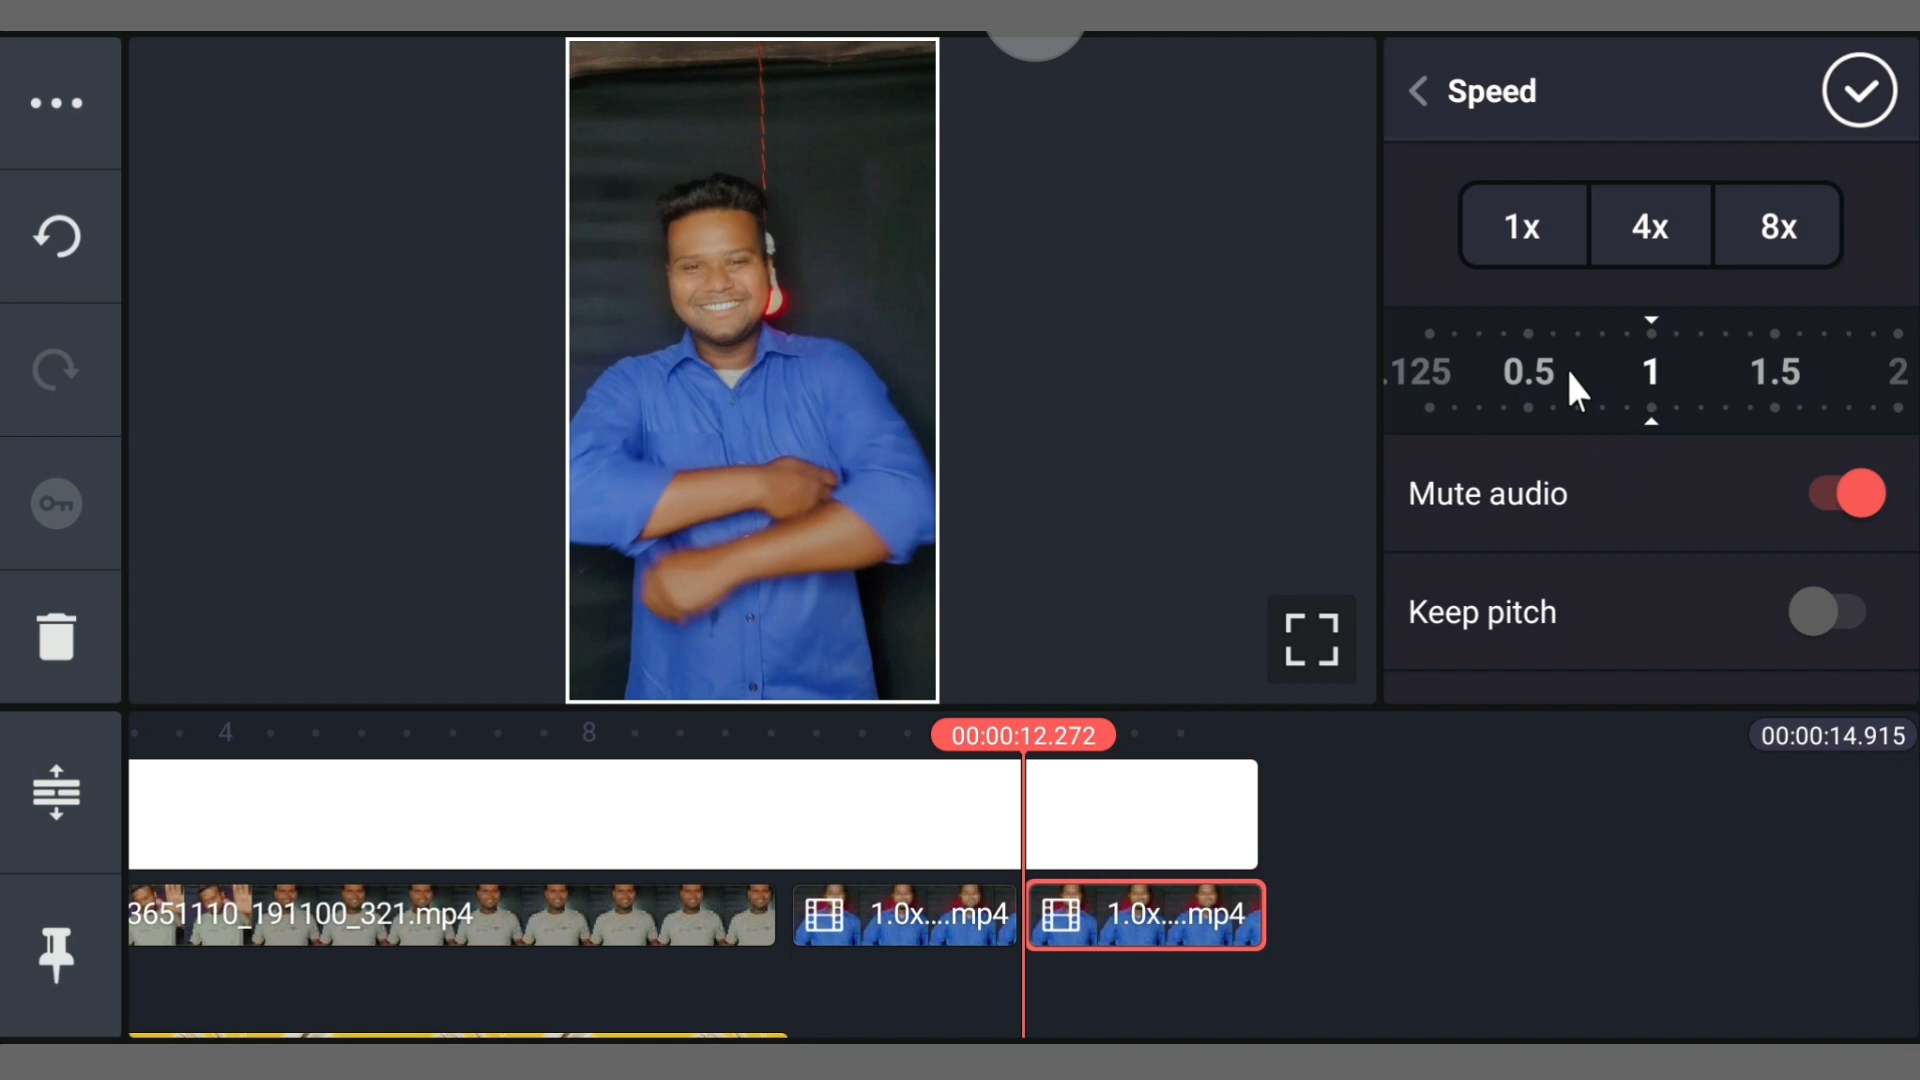 Speed
1x 4x 8x
.125 0.5 1 1.5 2
Mute audio
Keep pitch
4 8 00:00:12.272 00:00:14.915
3651110_191100_321.mp4 1.0x....mp4 1.0x....mp4